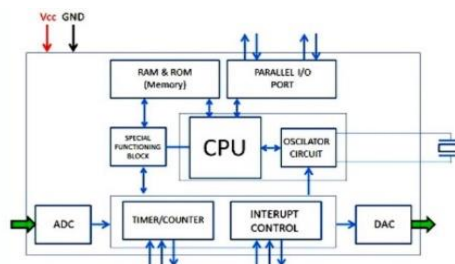 Vcc GND
RAM & ROM
(Memory)
PARALLEL I/O
PORT
SPECIAL
FUNCTIONING
BLOCK
CPU
OSCILATOR
CIRCUIT
ADC
TIMER/COUNTER
INTERUPT
CONTROL
DAC